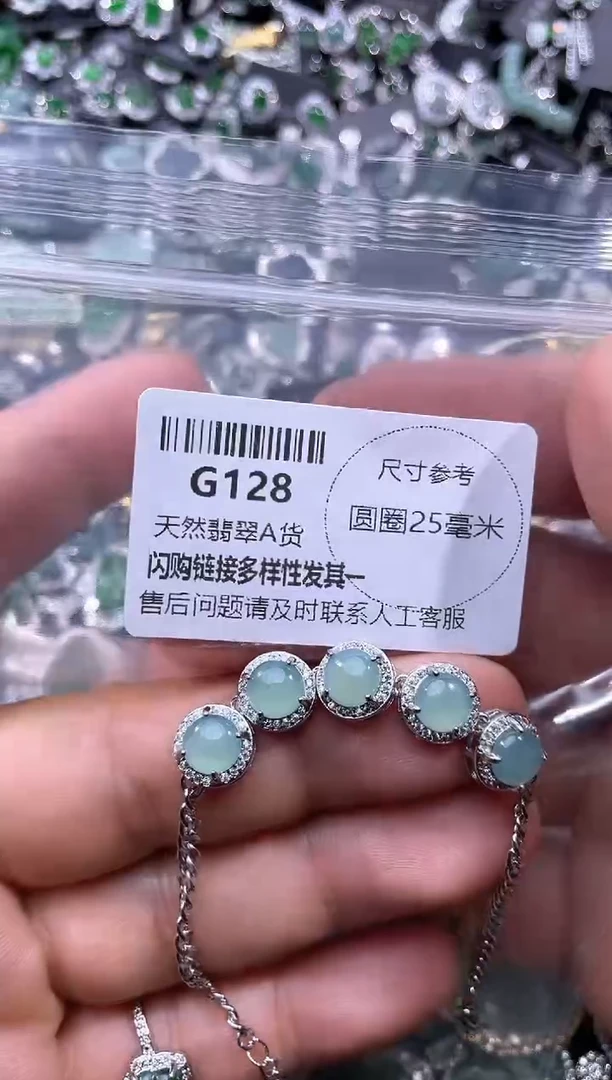 G128
天然翡翠A货
闪购链接多样性发其一
售后问题请及时联系人工客服
尺寸参考
圆圈25毫米